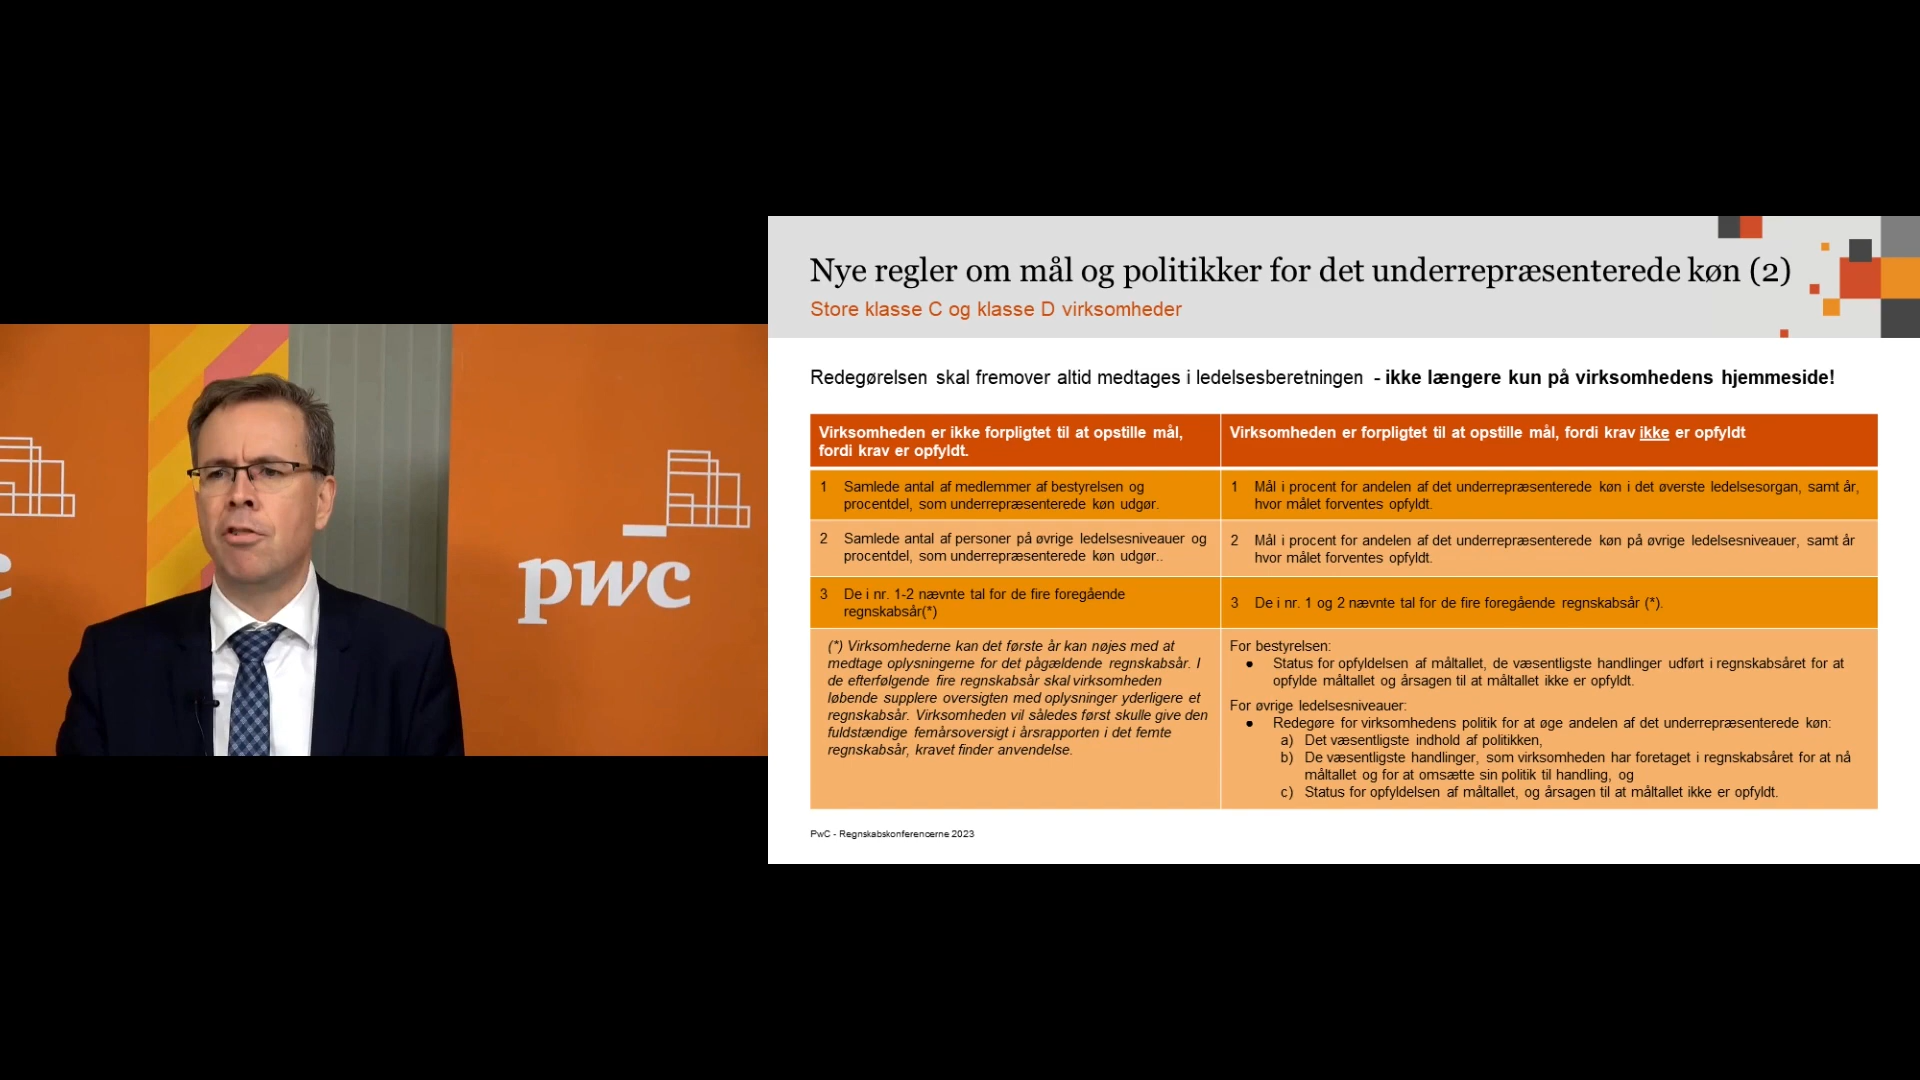 pwc
c
Nye regler om mål og politikker for det underrepræsenterede køn (2)
Store klasse C og klasse D virksomheder
Redegørelsen skal fremover altid medtages i ledelsesberetningen - ikke længere kun på virksomhedens hjemmeside!
Virksomheden er ikke forpligtet til at opstille mål,
fordi krav er opfyldt.
1 Samlede antal af medlemmer af bestyrelsen og
procentdel, som underrepræsenterede køn udgør.
2 Samlede antal af personer på øvrige ledelsesniveauer og
procentdel, som underrepræsenterede køn udgør..
3 De i nr. 1-2 nævnte tal for de fire foregående
regnskabsår(*)
(*) Virksomhederne kan det første år kan nøjes med at
medtage oplysningerne for det pågældende regnskabsår. I
de efterfølgende fire regnskabsår skal virksomheden
løbende supplere oversigten med oplysninger yderligere et
regnskabsår. Virksomheden vil således først skulle give den
fuldstændige femårsoversigt i årsrapporten i det femte
regnskabsår, kravet finder anvendelse.
Virksomheden er forpligtet til at opstille mål, fordi krav ikke er opfyldt
1 Mål i procent for andelen af det underrepræsenterede køn i det øverste ledelsesorgan, samt år,
hvor målet forventes opfyldt.
2 Mål i procent for andelen af det underrepræsenterede køn på øvrige ledelsesniveauer, samt år
hvor målet forventes opfyldt.
3 De i nr. 1 og 2 nævnte tal for de fire foregående regnskabsår (*).
For bestyrelsen:
● Status for opfyldelsen af måltallet, de væsentligste handlinger udført i regnskabsåret for at
opfylde måltallet og årsagen til at måltallet ikke er opfyldt.
For øvrige ledelsesniveauer:
● Redegøre for virksomhedens politik for at øge andelen af det underrepræsenterede køn:
a) Det væsentligste indhold af politikken,
b) De væsentligste handlinger, som virksomheden har foretaget i regnskabsåret for at nå
måltallet og for at omsætte sin politik til handling, og
c) Status for opfyldelsen af måltallet, og årsagen til at måltallet ikke er opfyldt.
PwC - Regnskabskonferencerne 2023